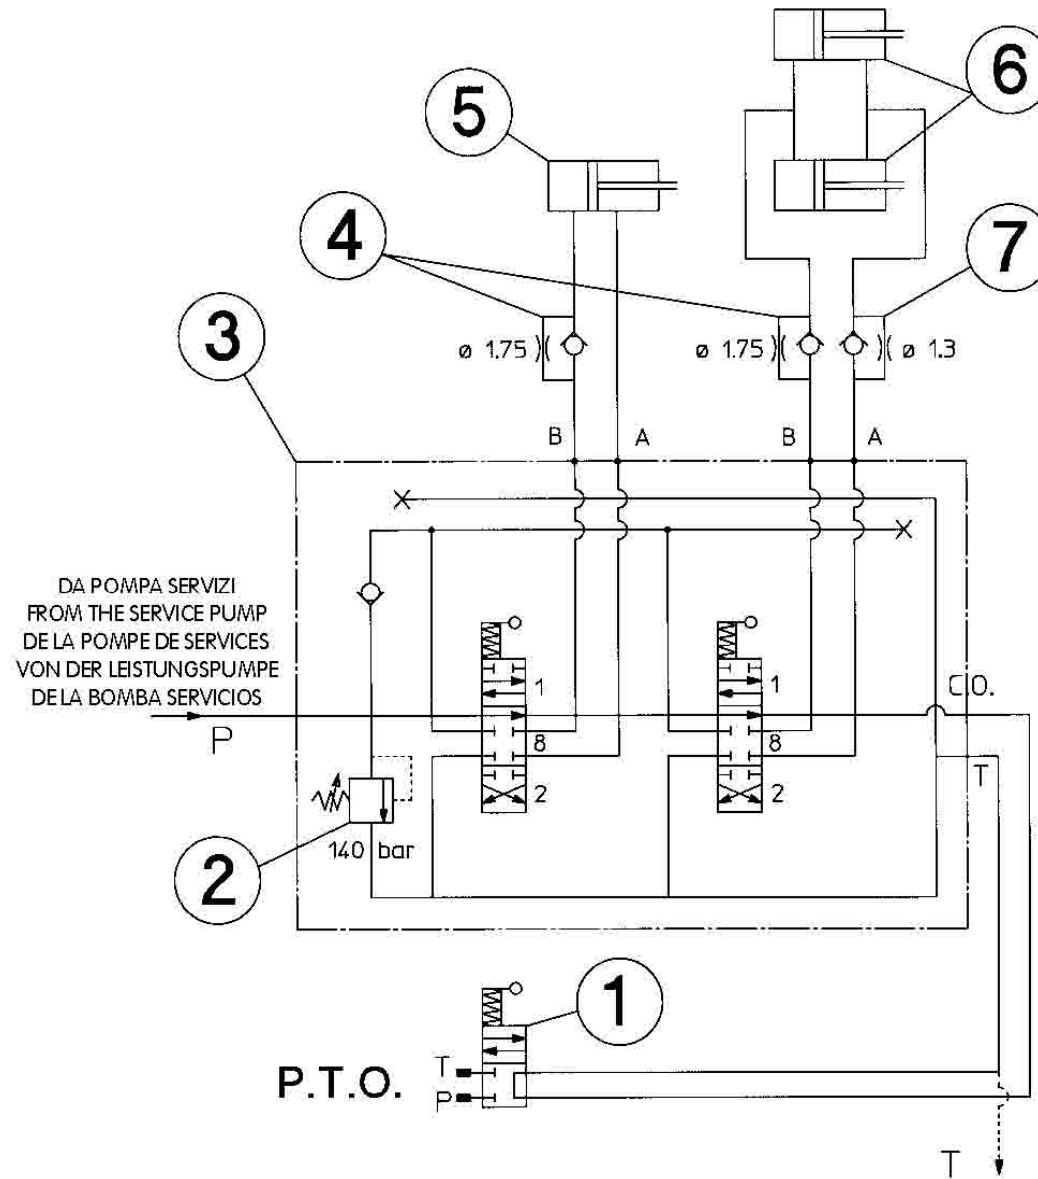 6
5
4
7
3
ø 1.75
ø 1.75
ø 1.3
B
A
B
A
DA POMPA SERVIZI
FROM THE SERVICE PUMP
DE LA POMPE DE SERVICES
VON DER LEISTUNGSPUMPE
DE LA BOMBA SERVICIOS
P
1
8
2
1
8
2
C.O.
T
140 bar
2
1
P.T.O.
T
P
T